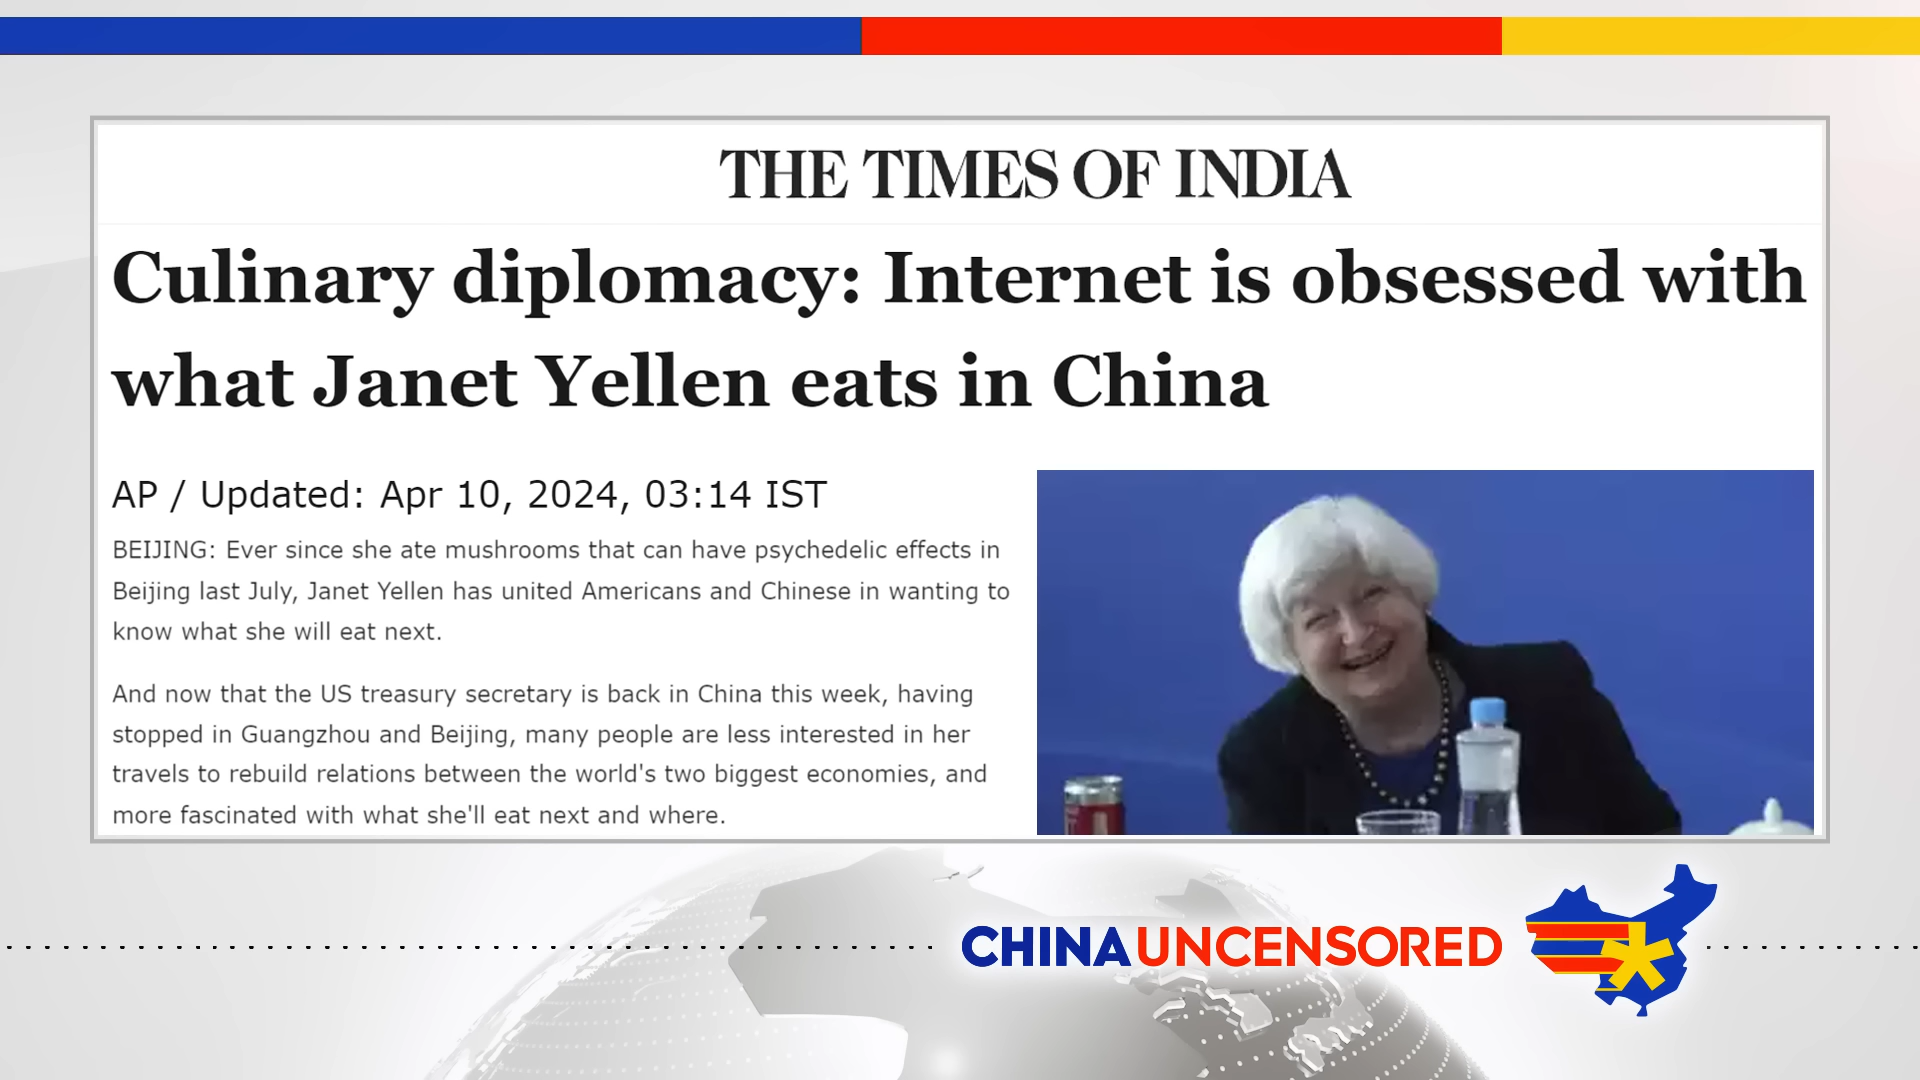 THE TIMES OF INDIA
Culinary diplomacy: Internet is obsessed with
what Janet Yellen eats in China
AP / Updated: Apr 10, 2024, 03:14 IST
BEIJING: Ever since she ate mushrooms that can have psychedelic effects in
Beijing last July, Janet Yellen has united Americans and Chinese in wanting to
know what she will eat next.
And now that the US treasury secretary is back in China this week, having
stopped in Guangzhou and Beijing, many people are less interested in her
travels to rebuild relations between the world's two biggest economies, and
more fascinated with what she'll eat next and where.
CHINA UNCENSORED